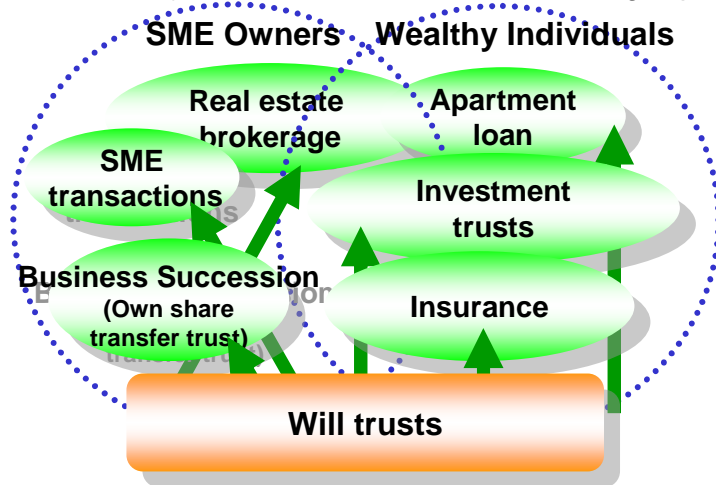 SME Owners
Wealthy Individuals
Real estate
brokerage
Apartment
loan
SME
transactions
Investment
trusts
Business Succession
(Own share
transfer trust)
Insurance
Will trusts